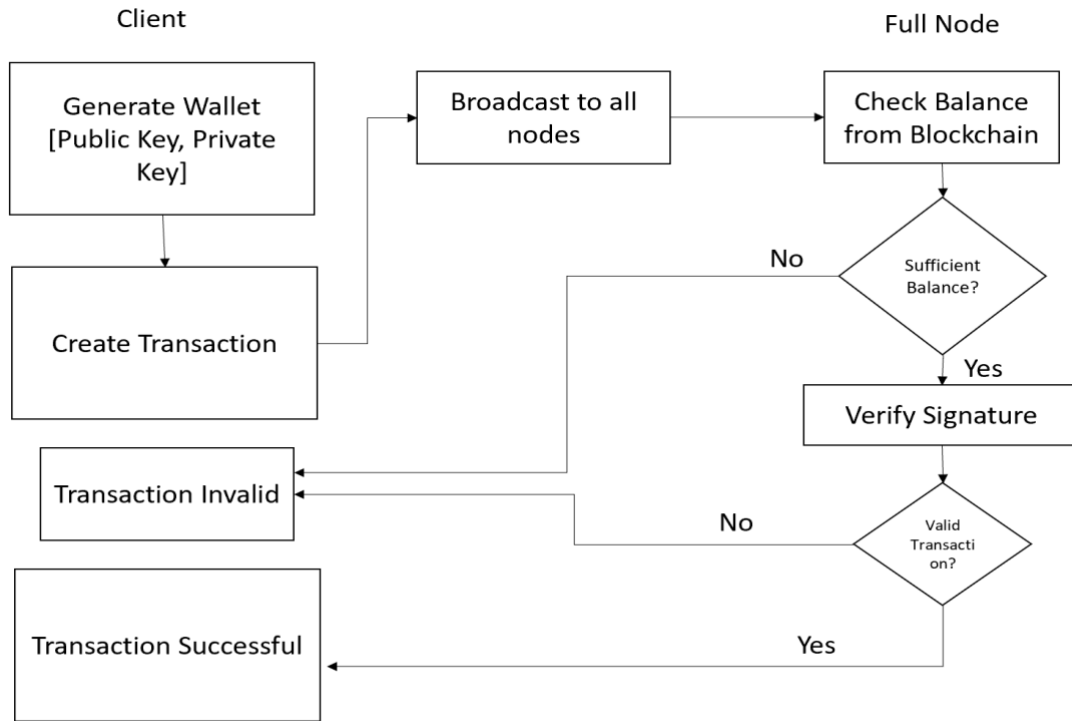 Client
Full Node
Generate Wallet
[Public Key, Private
Key]
Broadcast to all
nodes
Check Balance
from Blockchain
Create Transaction
No
Sufficient
Balance?
Yes
Verify Signature
Transaction Invalid
No
Valid
Transacti
on?
Transaction Successful
Yes